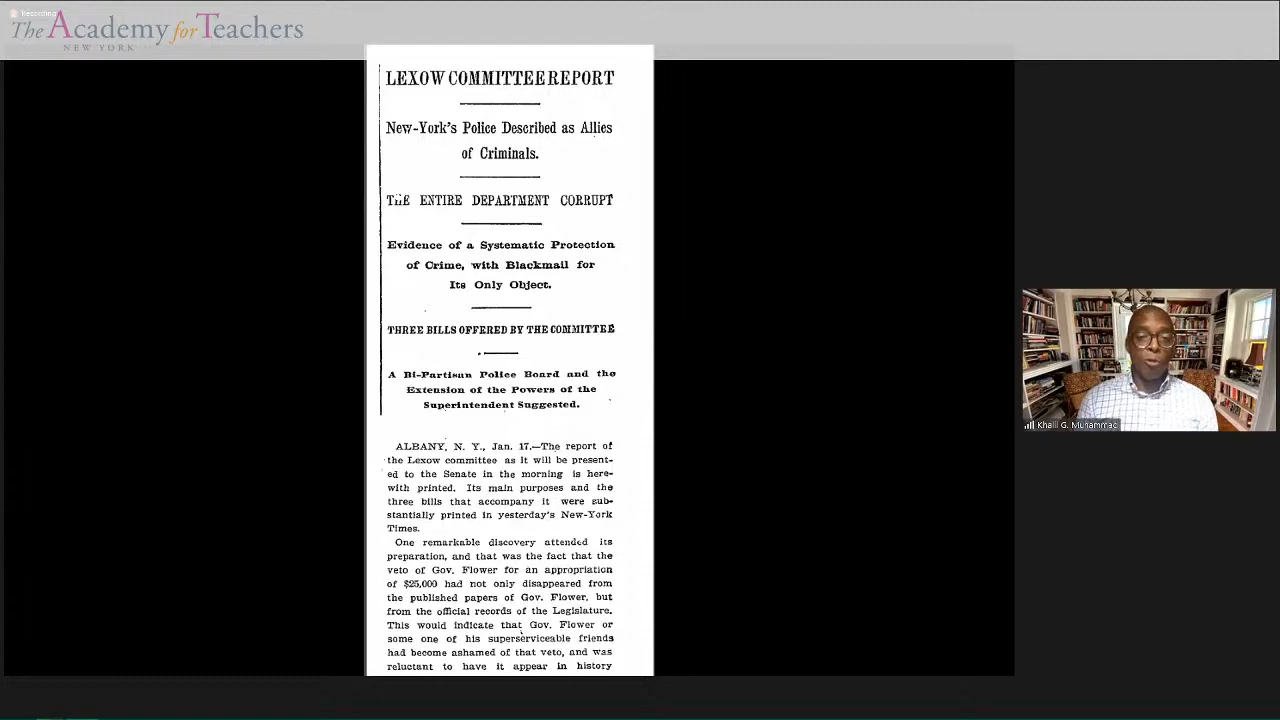 Recording
The Academy for Teachers
NEW YORK
LEXOW COMMITTEE REPORT
New-York's Police Described as Allies
of Criminals.
THE ENTIRE DEPARTMENT CORRUPT
Evidence of a Systematic Protection
of Crime, with Blackmail for
Its Only Object.
THREE BILLS OFFERED BY THE COMMITTEE
A Bi-Partisan Police Board and the
Extension of the Powers of the
Superintendent Suggested.
ALBANY, N. Y., Jan. 17.—The report of
the Lexow committee as it will be present-
ed to the Senate in the morning is here-
with printed. Its main purposes and the
three bills that accompany it were sub-
stantially printed in yesterday's New-York
Times.
One remarkable discovery attended its
preparation, and that was the fact that the
veto of Gov. Flower for an appropriation
of $25,000 had not only disappeared from
the published papers of Gov. Flower, but
from the official records of the Legislature.
This would indicate that Gov. Flower or
some one of his superserviceable friends
had become ashamed of that veto, and was
reluctant to have it appear in history
Khalil G. Muhammad